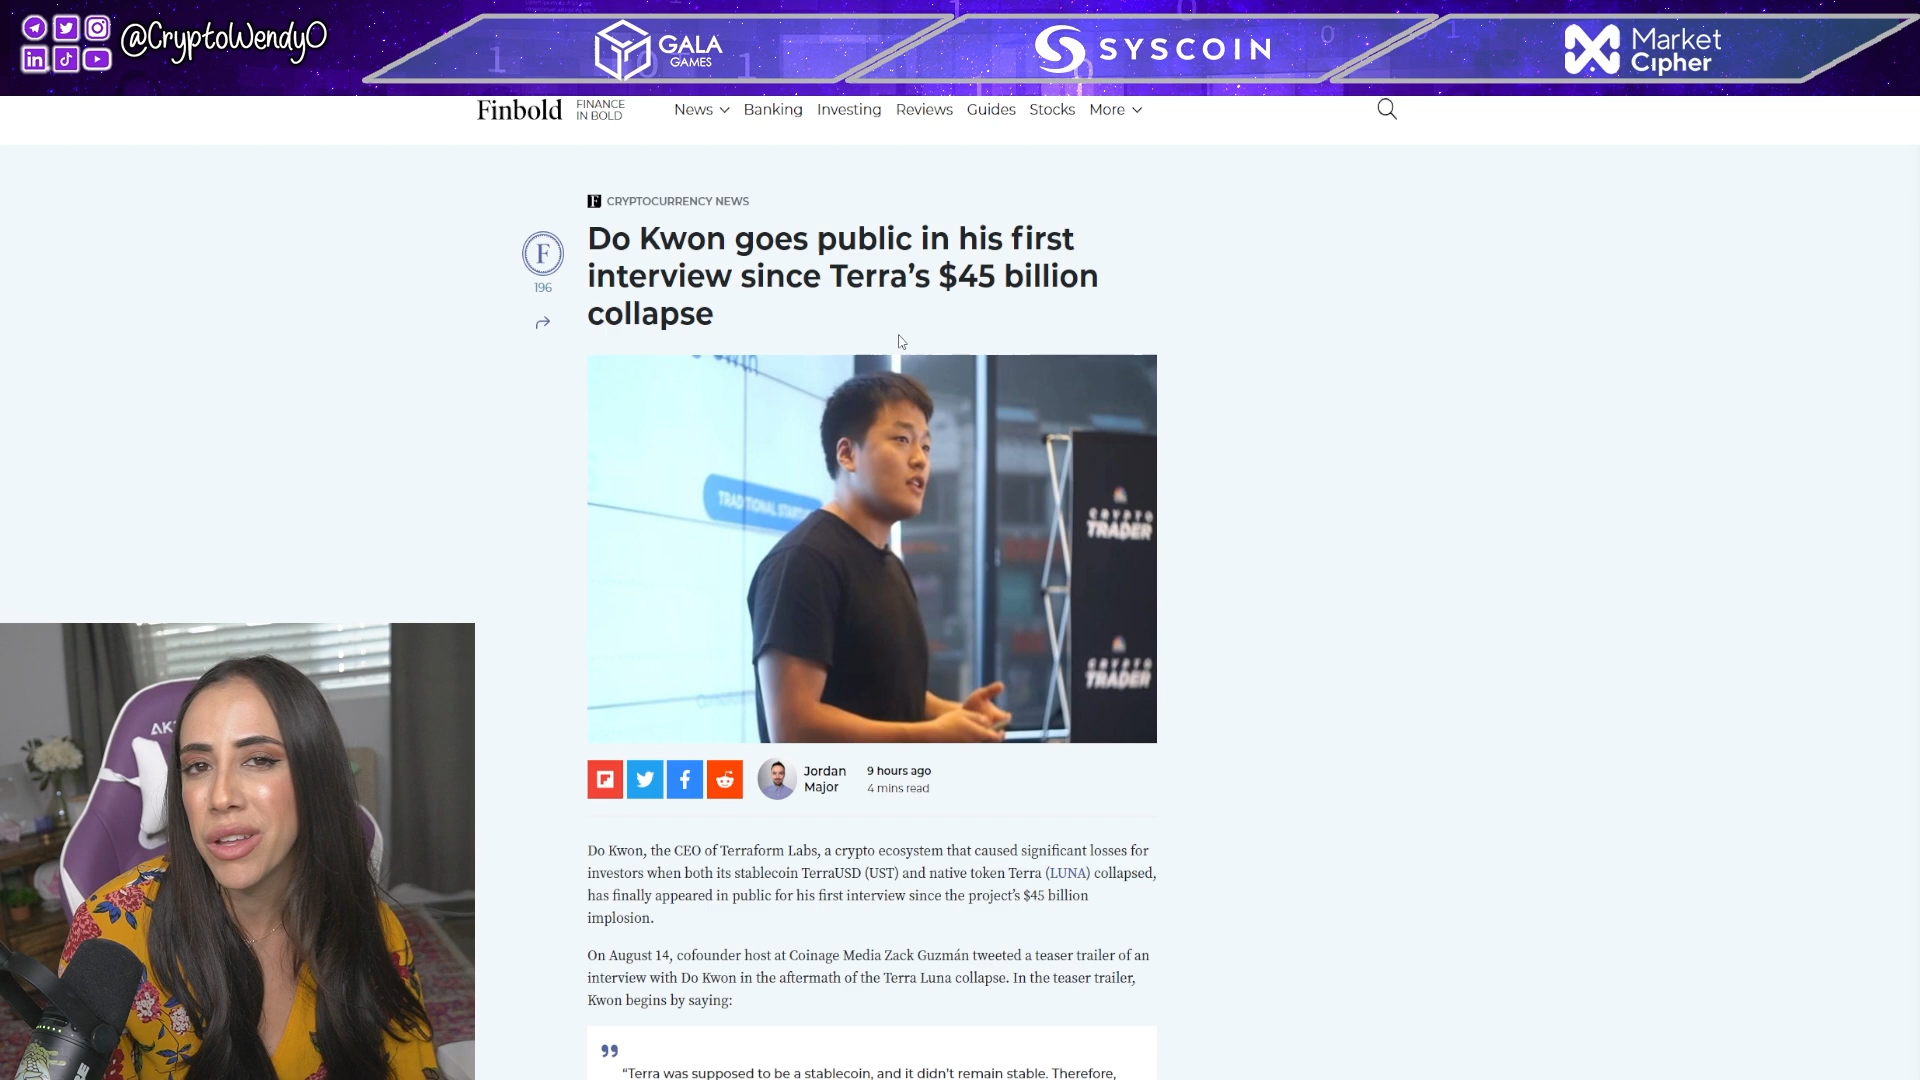 @CryptoWendyO
GALA
GAMES
SYSCOIN
Market
Cipher
Finbold
FINANCE
IN BOLD
News
Banking
Investing
Reviews
Guides
Stocks
More
F CRYPTOCURRENCY NEWS
Do Kwon goes public in his first
interview since Terra’s $45 billion
collapse
F
196
TRADITIONAL
CRYPTO
TRADER
CRYPTO
TRADER
Jordan
Major
9 hours ago
4 mins read
Do Kwon, the CEO of Terraform Labs, a crypto ecosystem that caused significant losses for
investors when both its stablecoin TerraUSD (UST) and native token Terra (LUNA) collapsed,
has finally appeared in public for his first interview since the project’s $45 billion
implosion.
On August 14, cofounder host at Coinage Media Zack Guzmán tweeted a teaser trailer of an
interview with Do Kwon in the aftermath of the Terra Luna collapse. In the teaser trailer,
Kwon begins by saying:
“Terra was supposed to be a stablecoin, and it didn’t remain stable. Therefore,